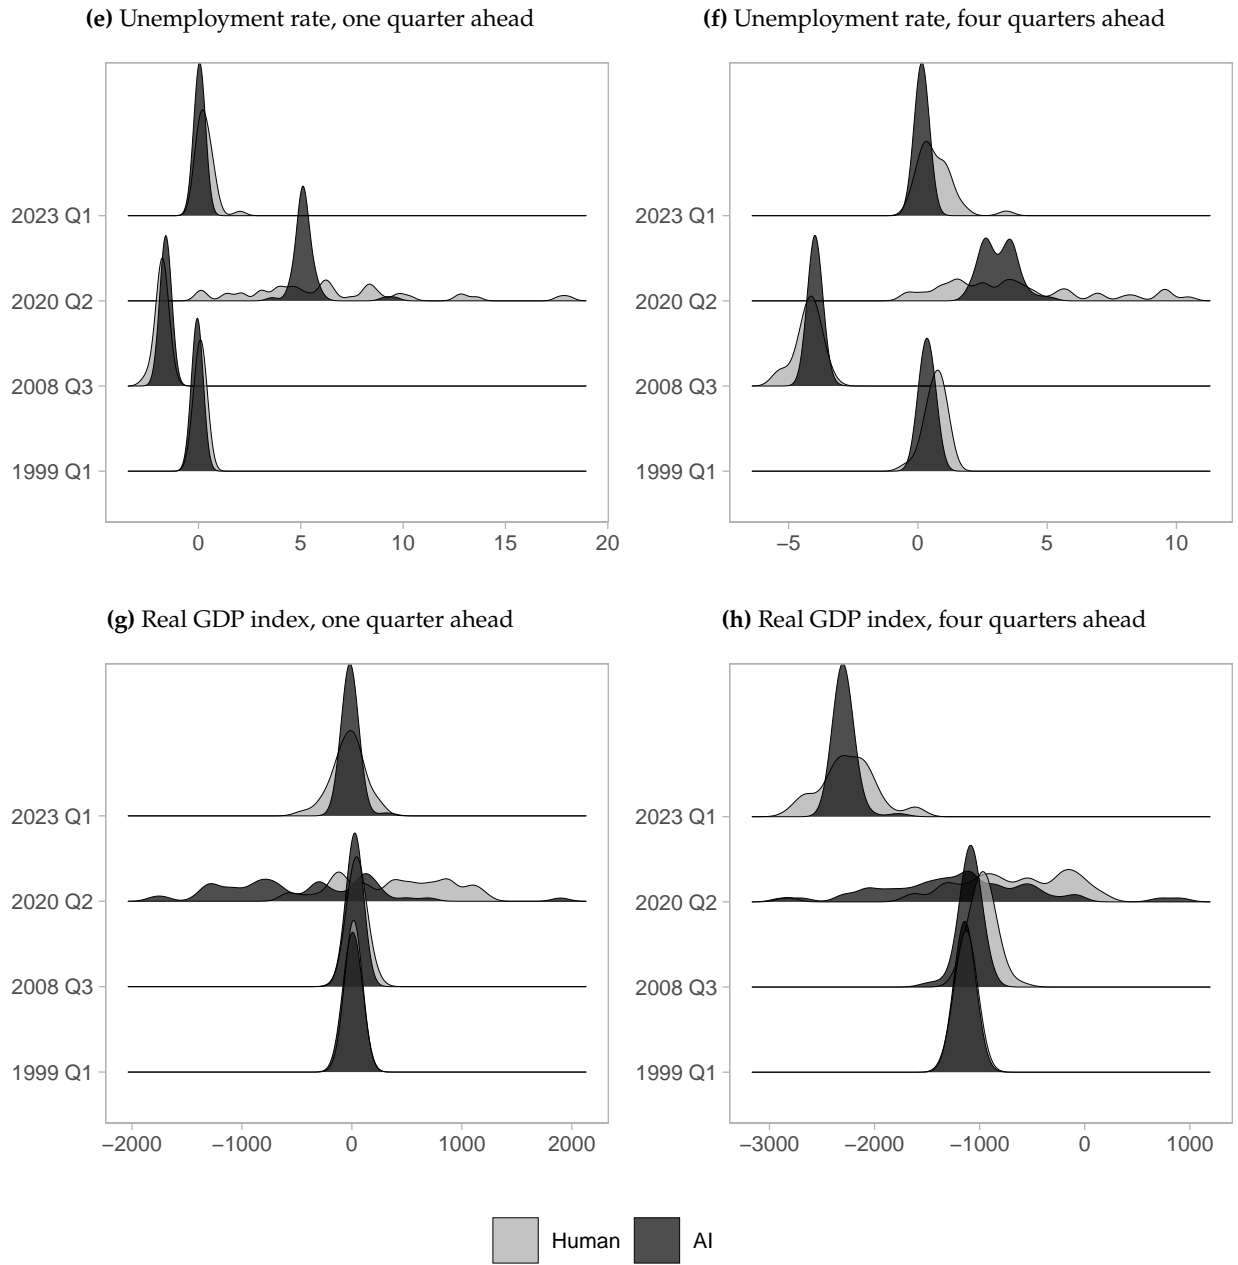 (e) Unemployment rate, one quarter ahead
2023 Q1
2020 Q2
2008 Q3
1999 Q1
0 5 10 15 20
(f) Unemployment rate, four quarters ahead
2023 Q1
2020 Q2
2008 Q3
1999 Q1
−5 0 5 10
(g) Real GDP index, one quarter ahead
2023 Q1
2020 Q2
2008 Q3
1999 Q1
−2000 −1000 0 1000 2000
(h) Real GDP index, four quarters ahead
2023 Q1
2020 Q2
2008 Q3
1999 Q1
−3000 −2000 −1000 0 1000
Human AI